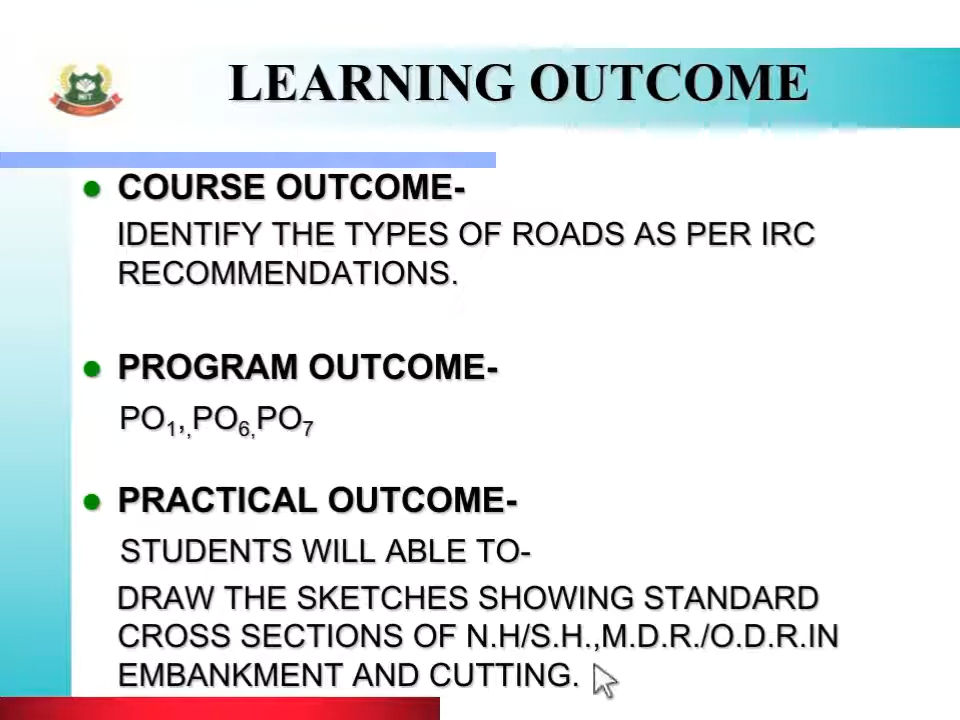 LEARNING OUTCOME
MIT
COURSE OUTCOME-
IDENTIFY THE TYPES OF ROADS AS PER IRC
RECOMMENDATIONS.
PROGRAM OUTCOME-
PO1,,PO6,PO7
PRACTICAL OUTCOME-
STUDENTS WILL ABLE TO-
DRAW THE SKETCHES SHOWING STANDARD
CROSS SECTIONS OF N.H/S.H.,M.D.R./O.D.R.IN
EMBANKMENT AND CUTTING.